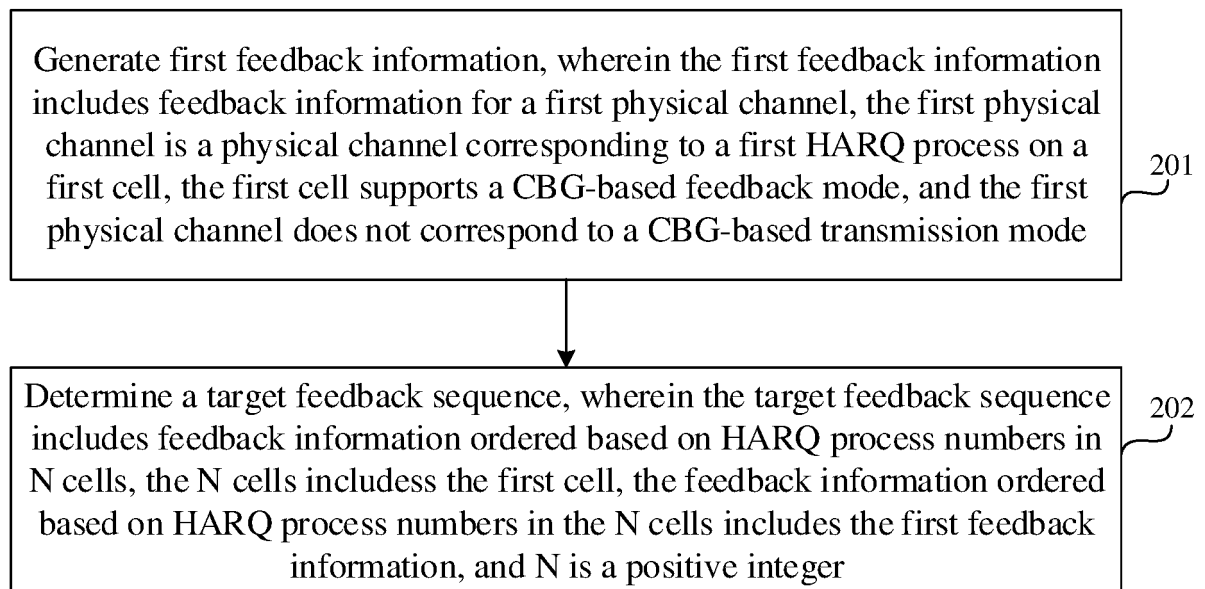 Generate first feedback information, wherein the first feedback information
includes feedback information for a first physical channel, the first physical
channel is a physical channel corresponding to a first HARQ process on a
first cell, the first cell supports a CBG-based feedback mode, and the first
physical channel does not correspond to a CBG-based transmission mode
201
Determine a target feedback sequence, wherein the target feedback sequence
includes feedback information ordered based on HARQ process numbers in
N cells, the N cells includess the first cell, the feedback information ordered
based on HARQ process numbers in the N cells includes the first feedback
information, and N is a positive integer
202